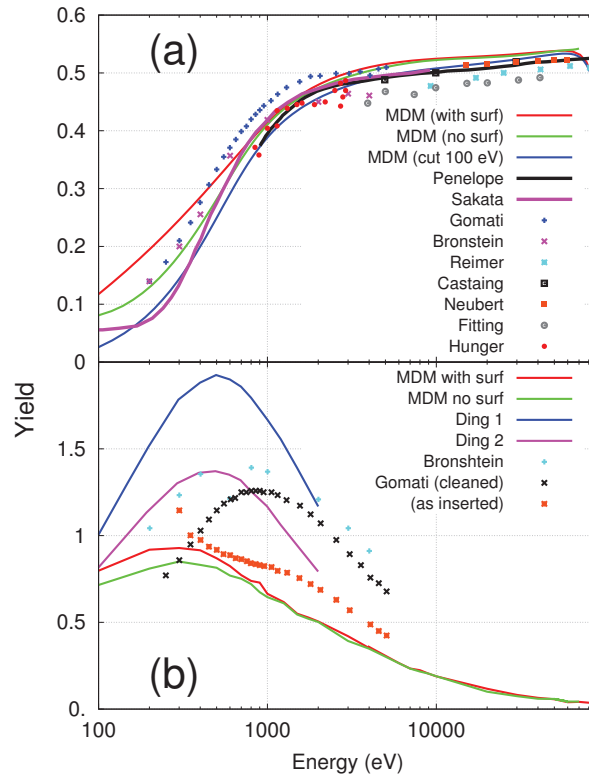 0.6
(a)
0.5
0.4
0.3
0.2
0.1
0
MDM (with surf)
MDM (no surf)
MDM (cut 100 eV)
Penelope
Sakata
Gomati
Bronstein
Reimer
Castaing
Neubert
Fitting
Hunger
Yield
MDM with surf
MDM no surf
Ding 1
Ding 2
Bronshtein
Gomati (cleaned)
(as inserted)
1.5
1
0.5
0.
(b)
100
1000
10000
Energy (eV)